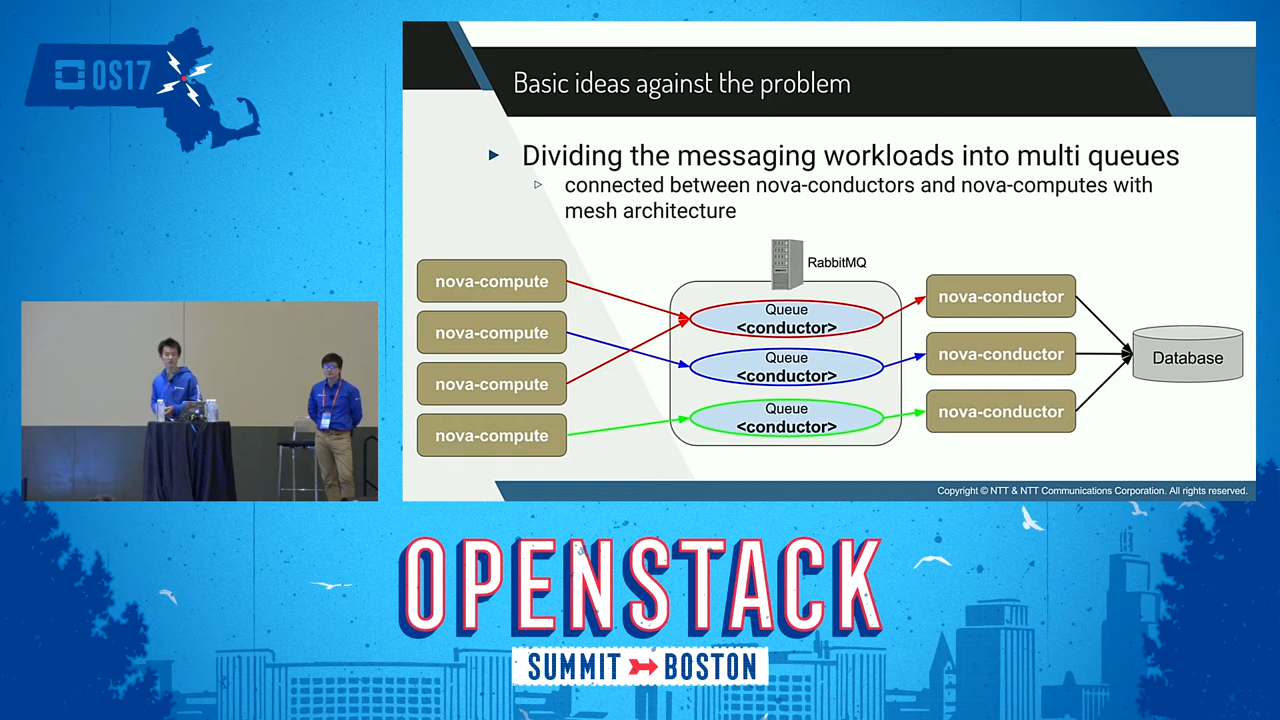 OS17
Basic ideas against the problem
Dividing the messaging workloads into multi queues
connected between nova-conductors and nova-computes with
mesh architecture
RabbitMQ
nova-compute
nova-compute
nova-compute
nova-compute
Queue
<conductor>
Queue
<conductor>
Queue
<conductor>
nova-conductor
nova-conductor
nova-conductor
Database
Copyright © NTT & NTT Communications Corporation. All rights reserved.
OPENSTACK
SUMMIT BOSTON